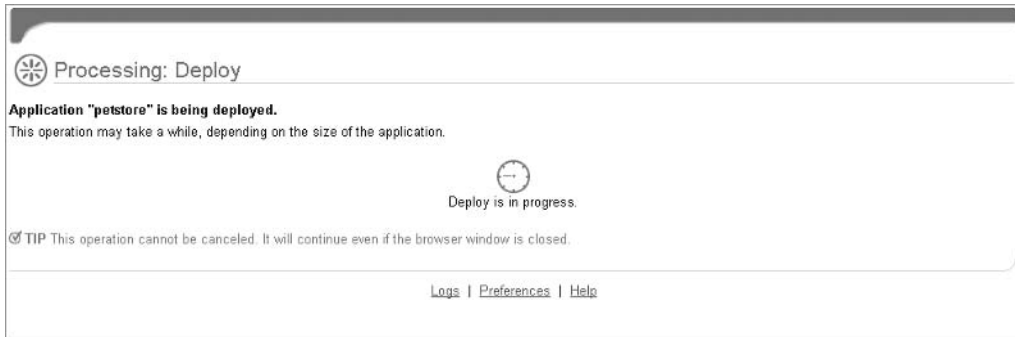 Processing: Deploy
Application "petstore" is being deployed.
This operation may take a while, depending on the size of the application.
Deploy is in progress.
TIP This operation cannot be canceled. It will continue even if the browser window is closed.
Logs | Preferences | Help